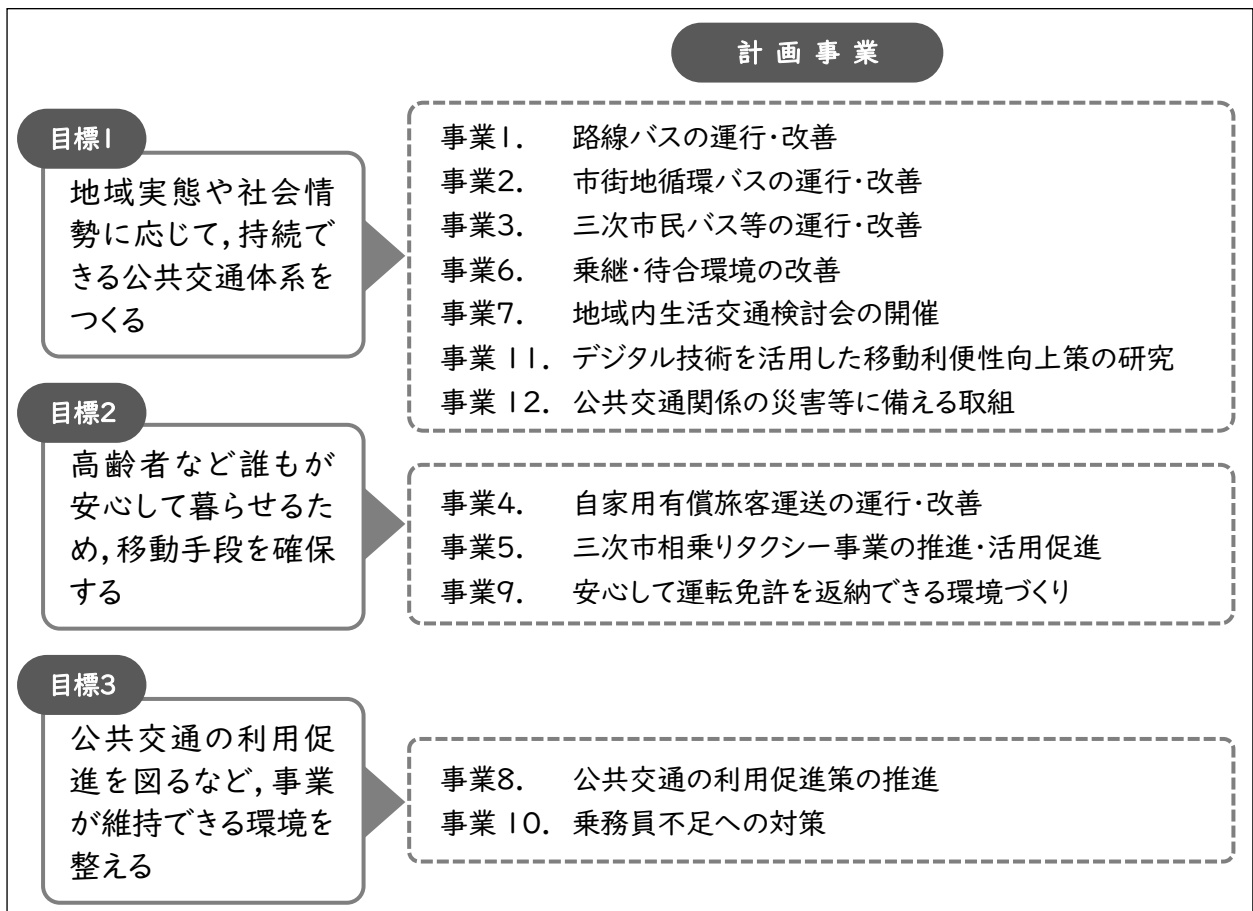 計画事業
目標1
地域実態や社会情
勢に応じて,持続で
きる公共交通体系を
つくる
事業1. 路線バスの運行・改善
事業2. 市街地循環バスの運行・改善
事業3. 三次市民バス等の運行・改善
事業6. 乗継・待合環境の改善
事業7. 地域内生活交通検討会の開催
事業11. デジタル技術を活用した移動利便性向上策の研究
事業12. 公共交通関係の災害等に備える取組
目標2
高齢者など誰もが
安心して暮らせるた
め,移動手段を確保
する
事業4. 自家用有償旅客運送の運行・改善
事業5. 三次市相乗りタクシー事業の推進・活用促進
事業9. 安心して運転免許を返納できる環境づくり
目標3
公共交通の利用促
進を図るなど,事業
が維持できる環境を
整える
事業8. 公共交通の利用促進策の推進
事業10. 乗務員不足への対策